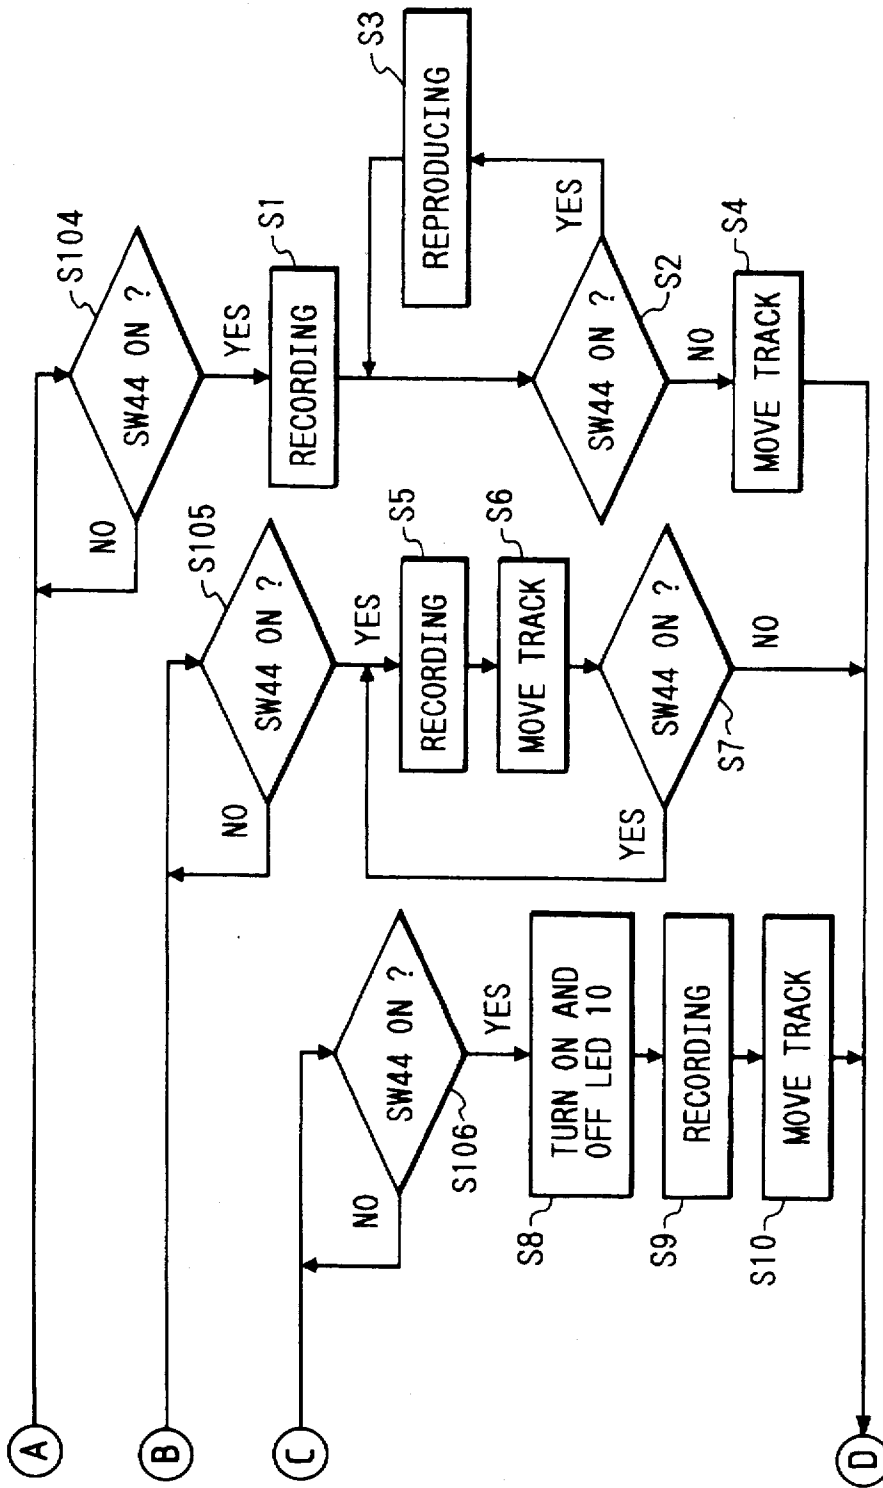 A
SW44 ON ?
S104
NO
YES
RECORDING
S1
REPRODUCING
S3
SW44 ON ?
S2
YES
NO
MOVE TRACK
S4
B
SW44 ON ?
S105
NO
YES
RECORDING
S5
MOVE TRACK
S6
SW44 ON ?
S7
YES
NO
C
SW44 ON ?
S106
NO
YES
TURN ON AND
OFF LED 10
S8
RECORDING
S9
MOVE TRACK
S10
D